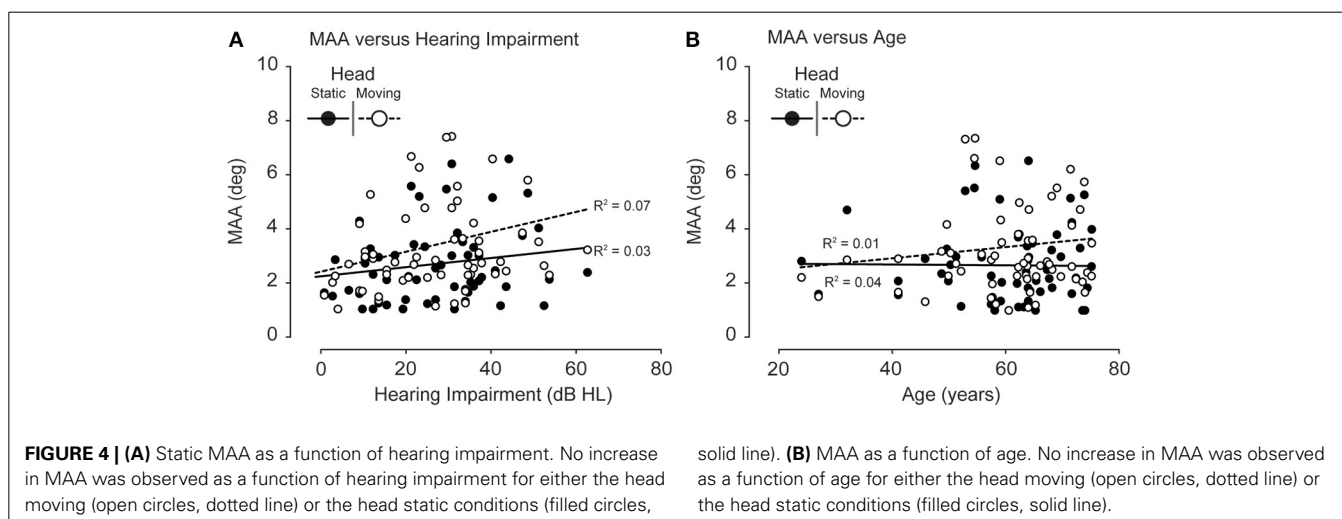 A
MAA versus Hearing Impairment
10
8
6
4
2
0
MAA (deg)
Head
Static Moving
R² = 0.07
R² = 0.03
0 20 40 60 80
Hearing Impairment (dB HL)
B
MAA versus Age
10
8
6
4
2
0
MAA (deg)
Head
Static Moving
R² = 0.01
R² = 0.04
20 40 60 80
Age (years)
FIGURE 4 | (A) Static MAA as a function of hearing impairment. No increase
in MAA was observed as a function of hearing impairment for either the head
moving (open circles, dotted line) or the head static conditions (filled circles,
solid line). (B) MAA as a function of age. No increase in MAA was observed
as a function of age for either the head moving (open circles, dotted line) or
the head static conditions (filled circles, solid line).